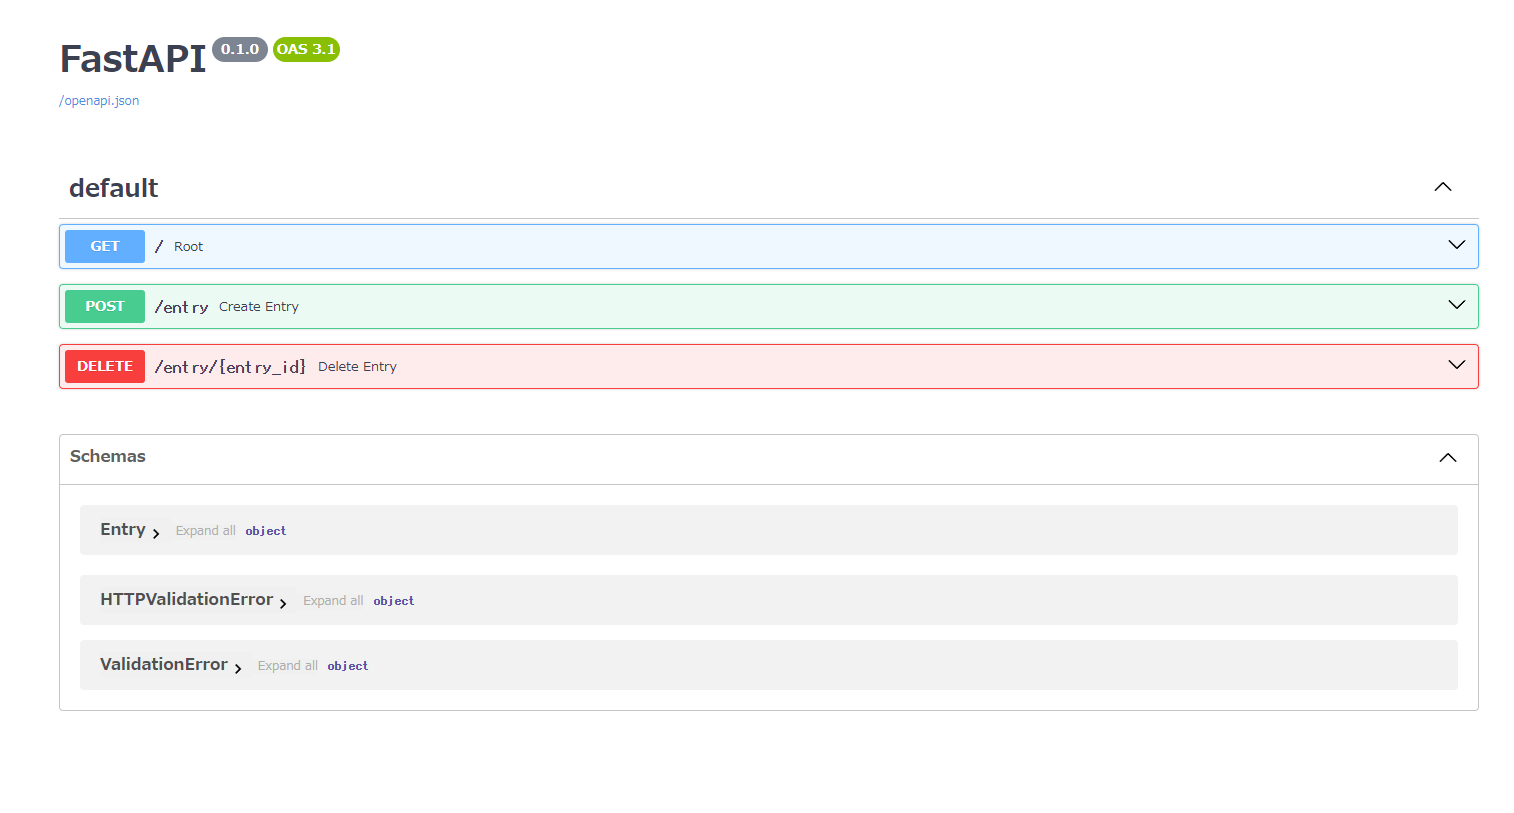 FastAPI 0.1.0 OAS 3.1
/openapi.json
default
GET / Root
POST /entry Create Entry
DELETE /entry/{entry_id} Delete Entry
Schemas
Entry Expand all object
HTTPValidationError Expand all object
ValidationError Expand all object